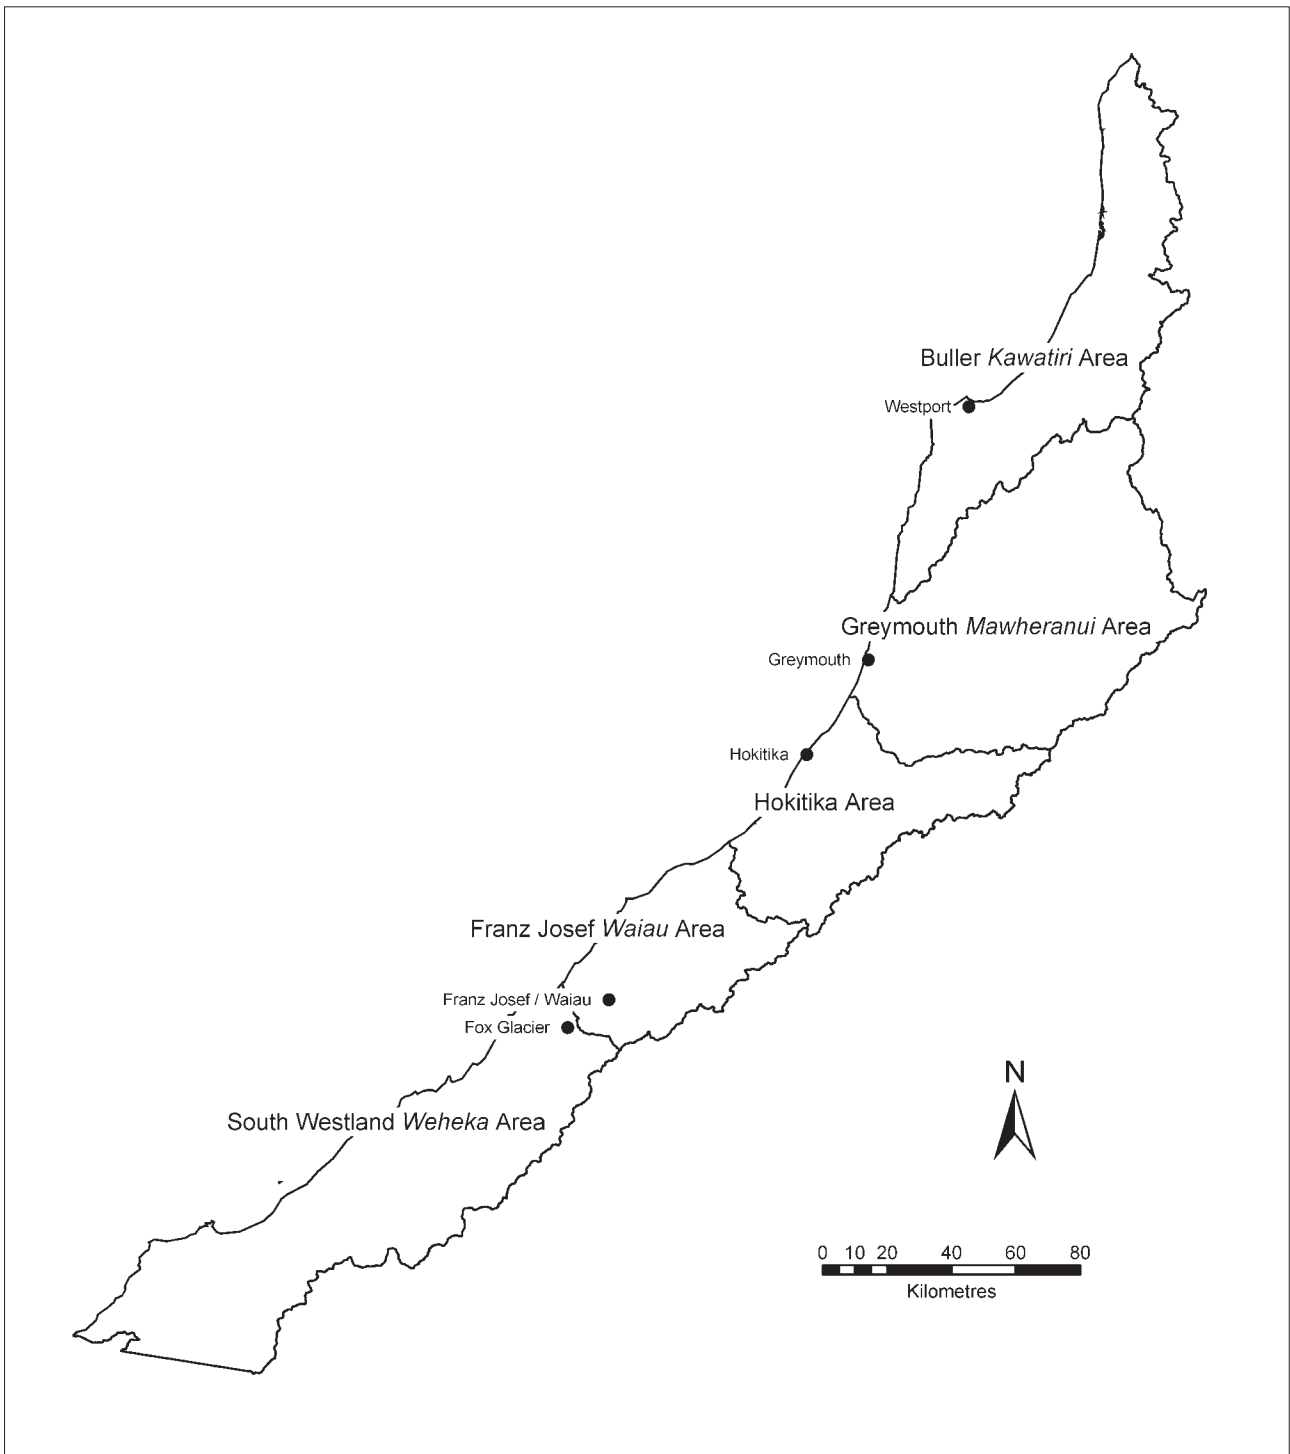 Buller Kawatiri Area
Westport
Greymouth Mawheranui Area
Greymouth
Hokitika
Hokitika Area
Franz Josef Waiau Area
Franz Josef / Waiau
Fox Glacier
N
South Westland Weheka Area
0 10 20 40 60 80
Kilometres